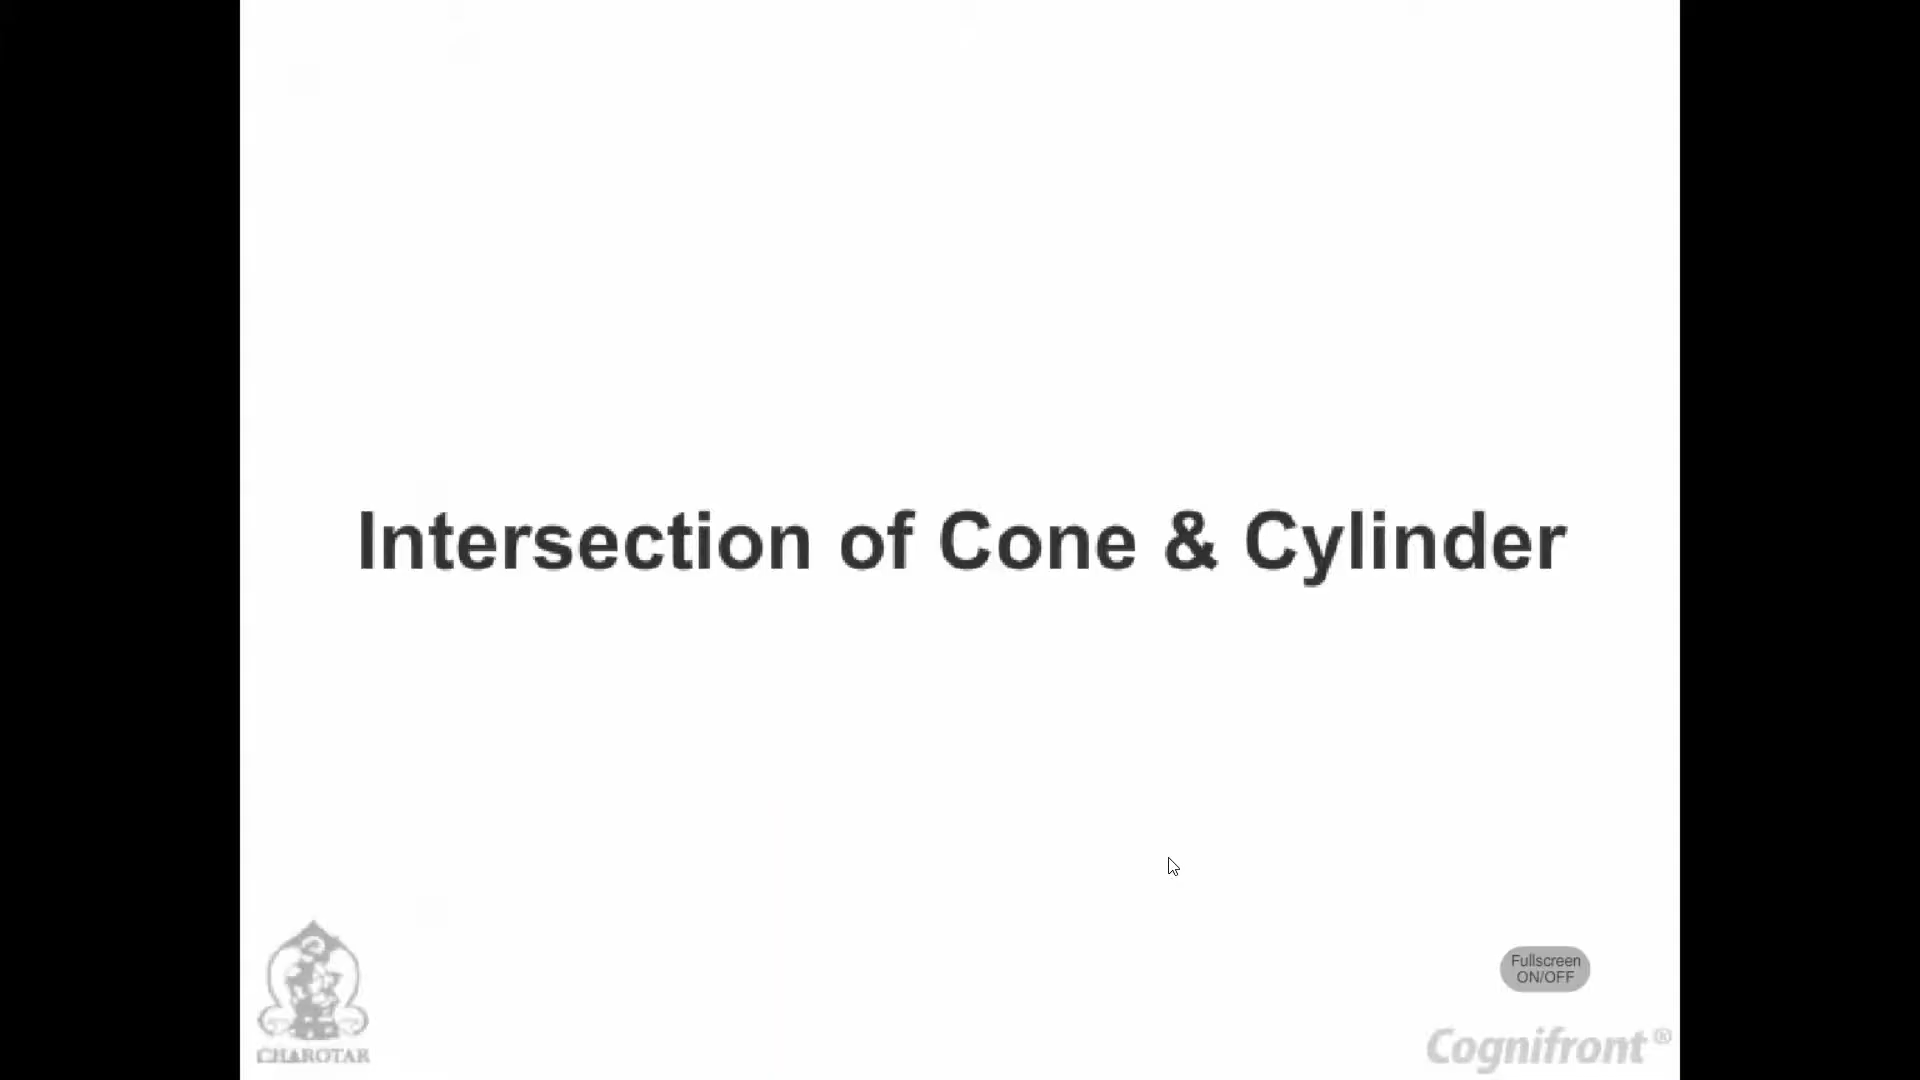 Intersection of Cone & Cylinder
Fullscreen
ON/OFF
CHAROTAR
Cognifront®